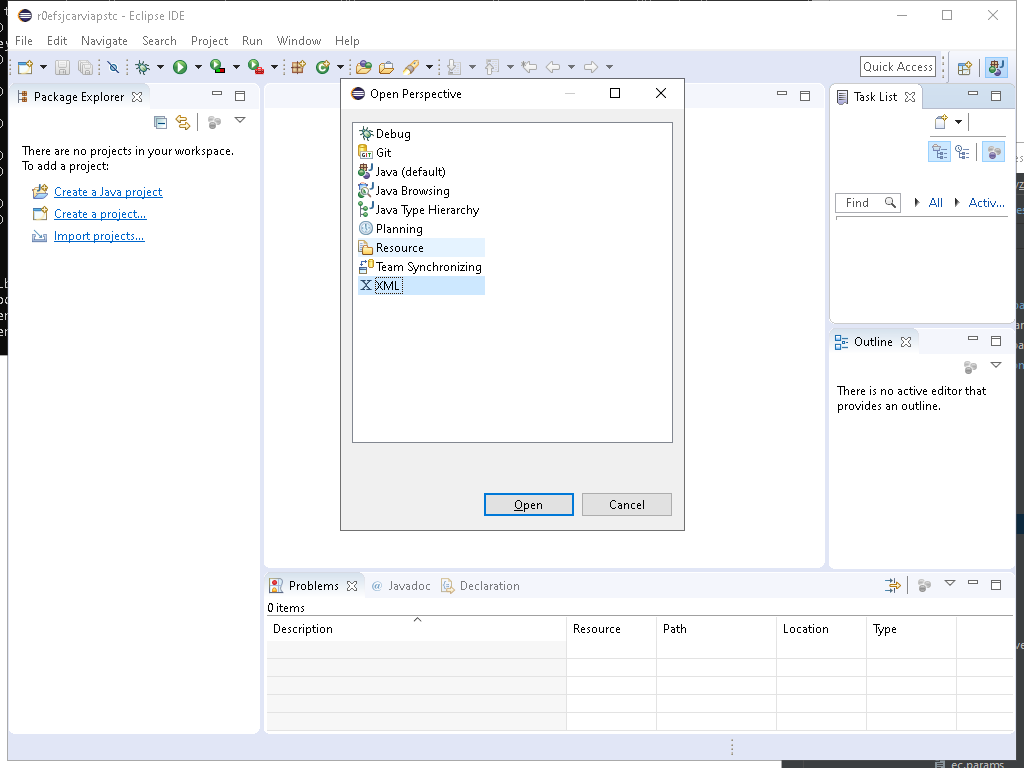 r0efsjcarviapstc - Eclipse IDE
File Edit Navigate Search Project Run Window Help
Quick Access
Package Explorer
There are no projects in your workspace.
To add a project:
Create a Java project
Create a project...
Import projects...
Open Perspective
Debug
Git
Java (default)
Java Browsing
Java Type Hierarchy
Planning
Resource
Team Synchronizing
XML
Open Cancel
Task List
Find All Activ...
Outline
There is no active editor that
provides an outline.
Problems @ Javadoc Declaration
0 items
Description Resource Path Location Type
ec.params